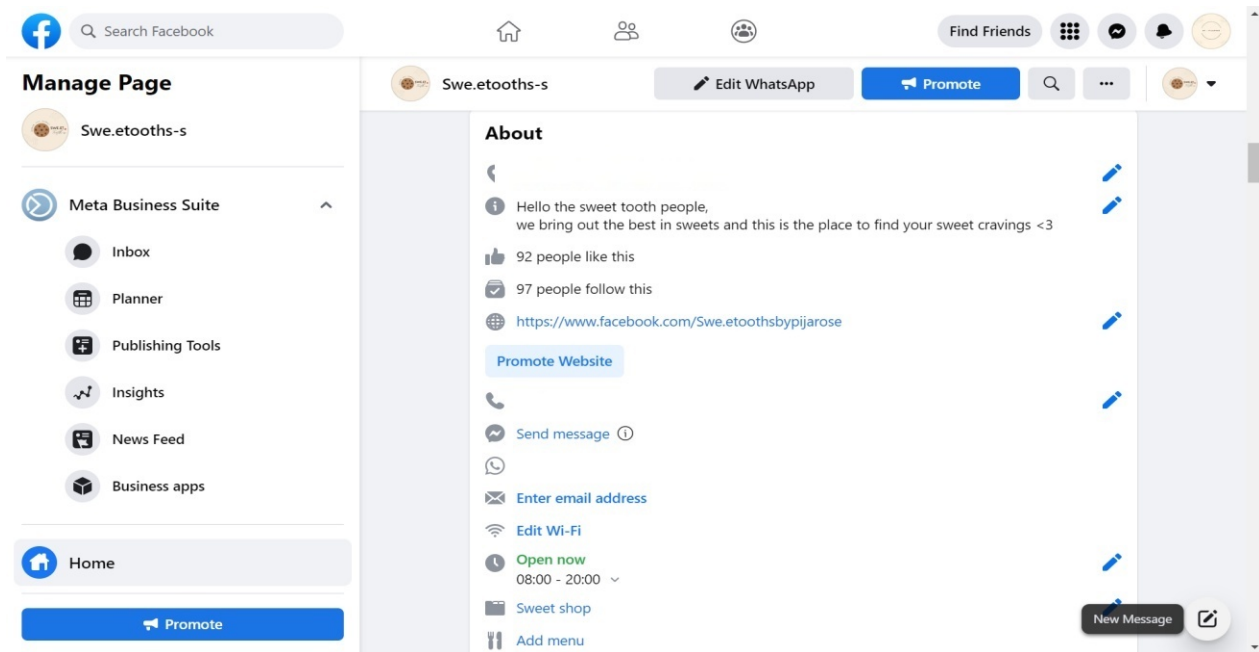 Search Facebook
Find Friends
Manage Page
Swe.etooths-s
Meta Business Suite
Inbox
Planner
Publishing Tools
Insights
News Feed
Business apps
Home
Promote
Swe.etooths-s
Edit WhatsApp
Promote
About
Hello the sweet tooth people,
we bring out the best in sweets and this is the place to find your sweet cravings <3
92 people like this
97 people follow this
https://www.facebook.com/Swe.etoothsbypijarose
Promote Website
Send message
Enter email address
Edit Wi-Fi
Open now
08:00 - 20:00
Sweet shop
Add menu
New Message